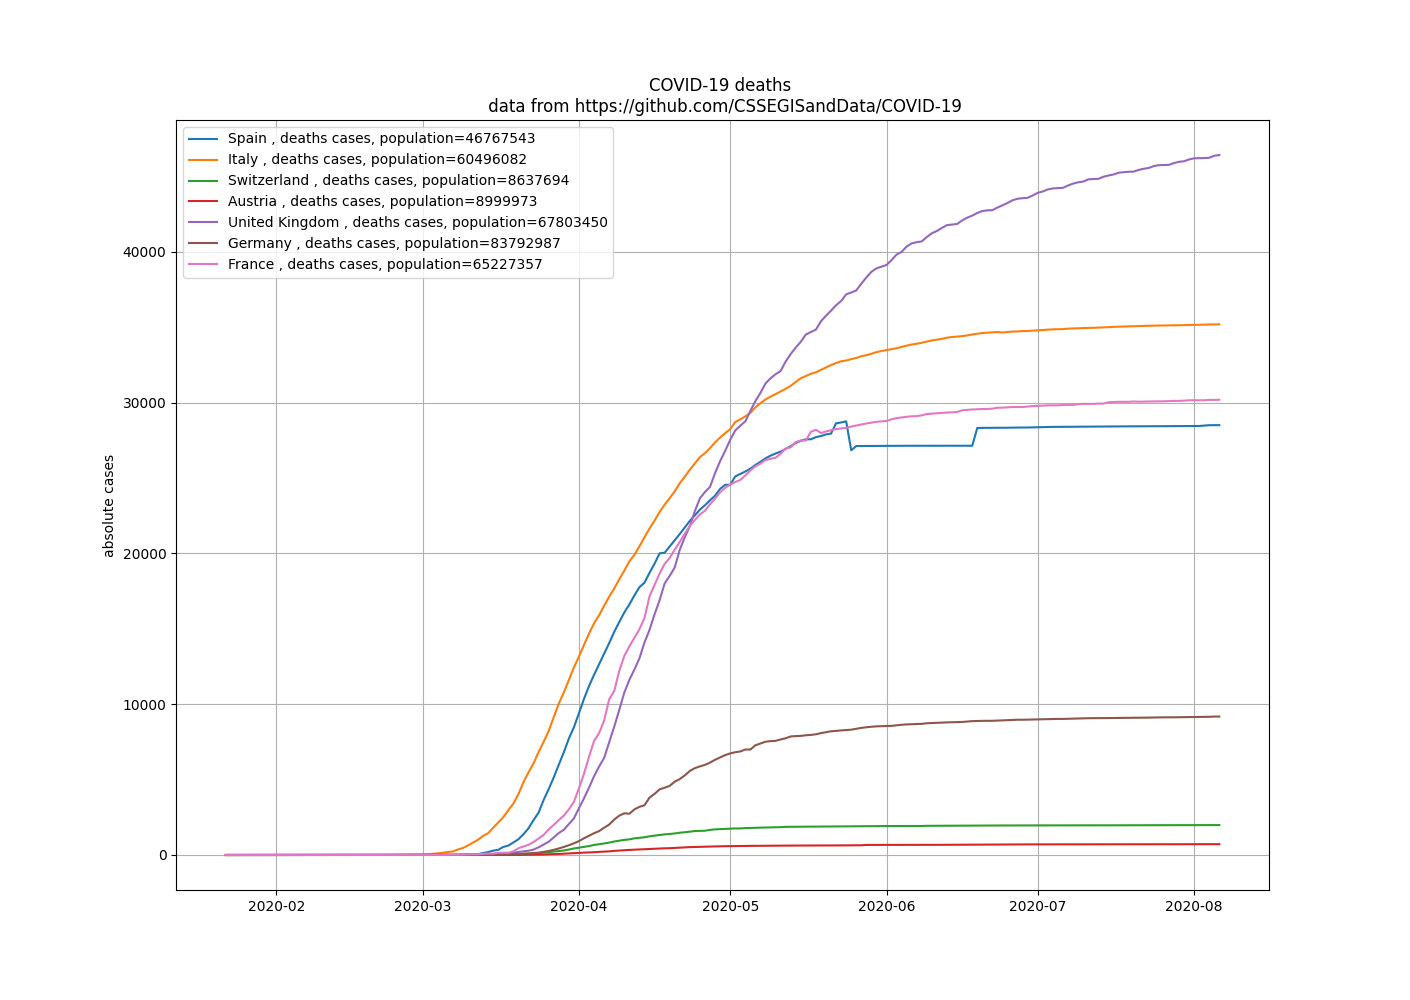 COVID-19 deaths
data from https://github.com/CSSEGISandData/COVID-19
Spain , deaths cases, population=46767543
Italy , deaths cases, population=60496082
Switzerland , deaths cases, population=8637694
Austria , deaths cases, population=8999973
United Kingdom , deaths cases, population=67803450
Germany , deaths cases, population=83792987
France , deaths cases, population=65227357
absolute cases
40000
30000
20000
10000
0
2020-02
2020-03
2020-04
2020-05
2020-06
2020-07
2020-08